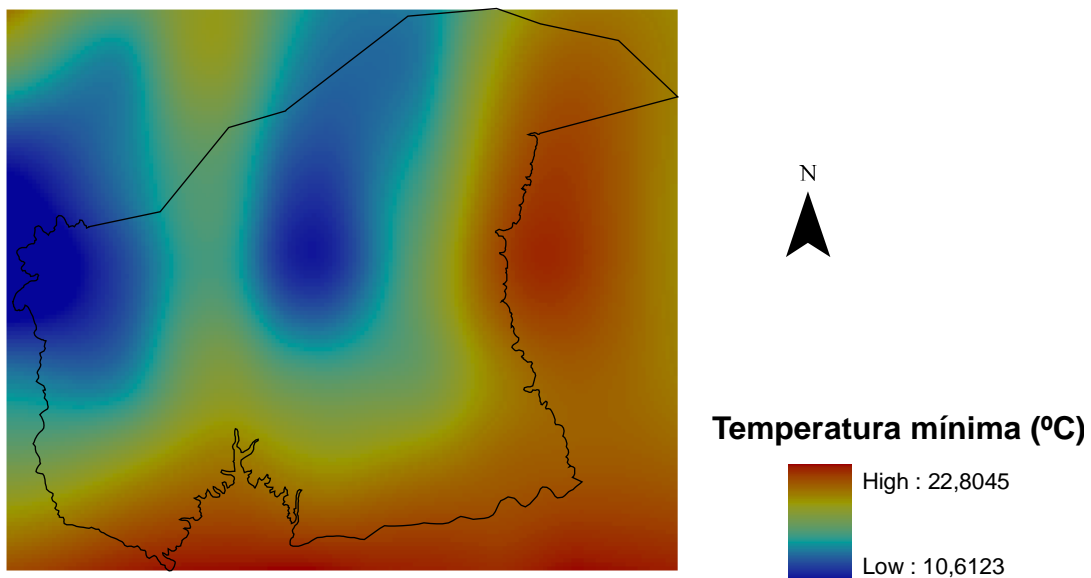 N
Temperatura mínima (ºC)
High : 22,8045
Low : 10,6123